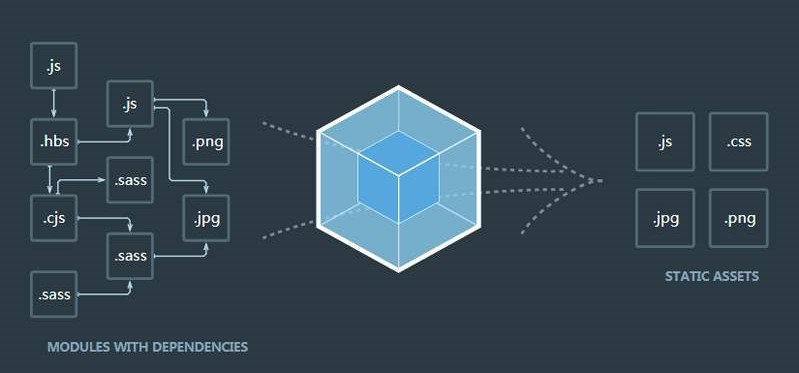 .js
.js
.hbs
.png
.sass
.cjs
.jpg
.sass
.sass
MODULES WITH DEPENDENCIES
.js
.css
.jpg
.png
STATIC ASSETS